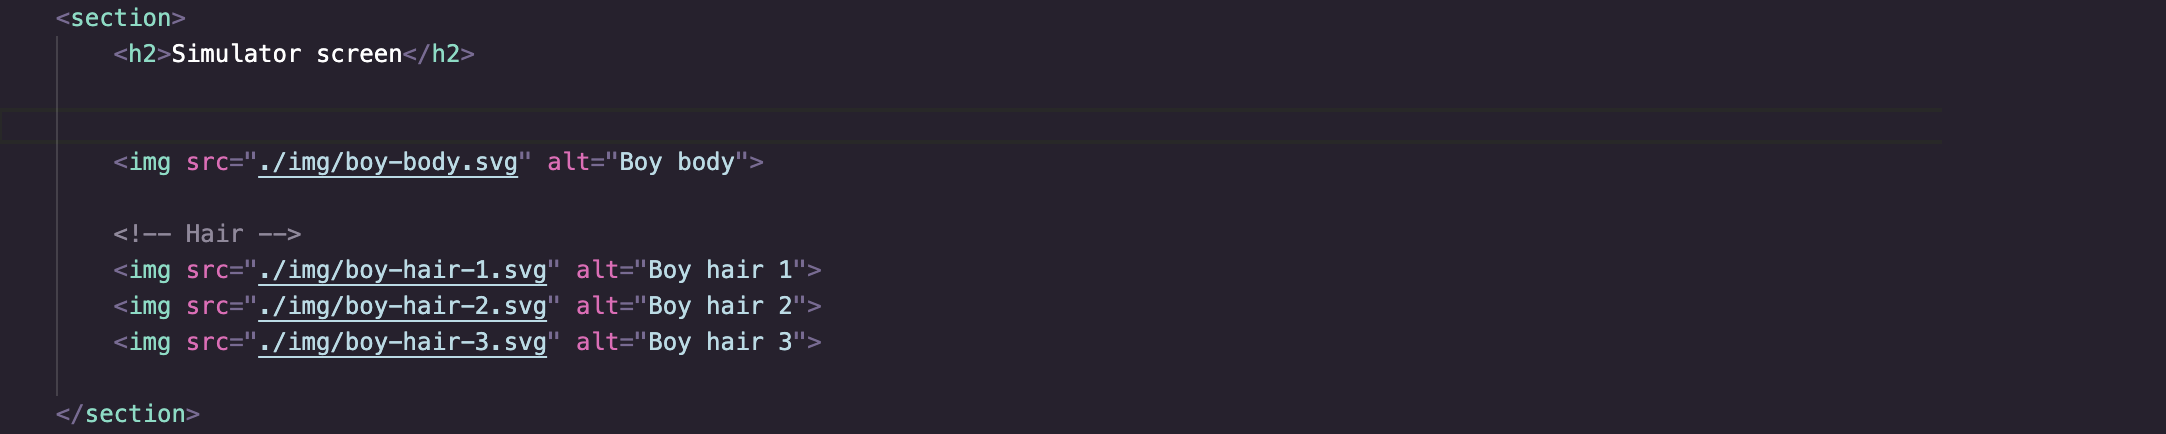 <section>
<h2>Simulator screen</h2>
<img src="./img/boy-body.svg" alt="Boy body">
<!-- Hair -->
<img src="./img/boy-hair-1.svg" alt="Boy hair 1">
<img src="./img/boy-hair-2.svg" alt="Boy hair 2">
<img src="./img/boy-hair-3.svg" alt="Boy hair 3">
</section>